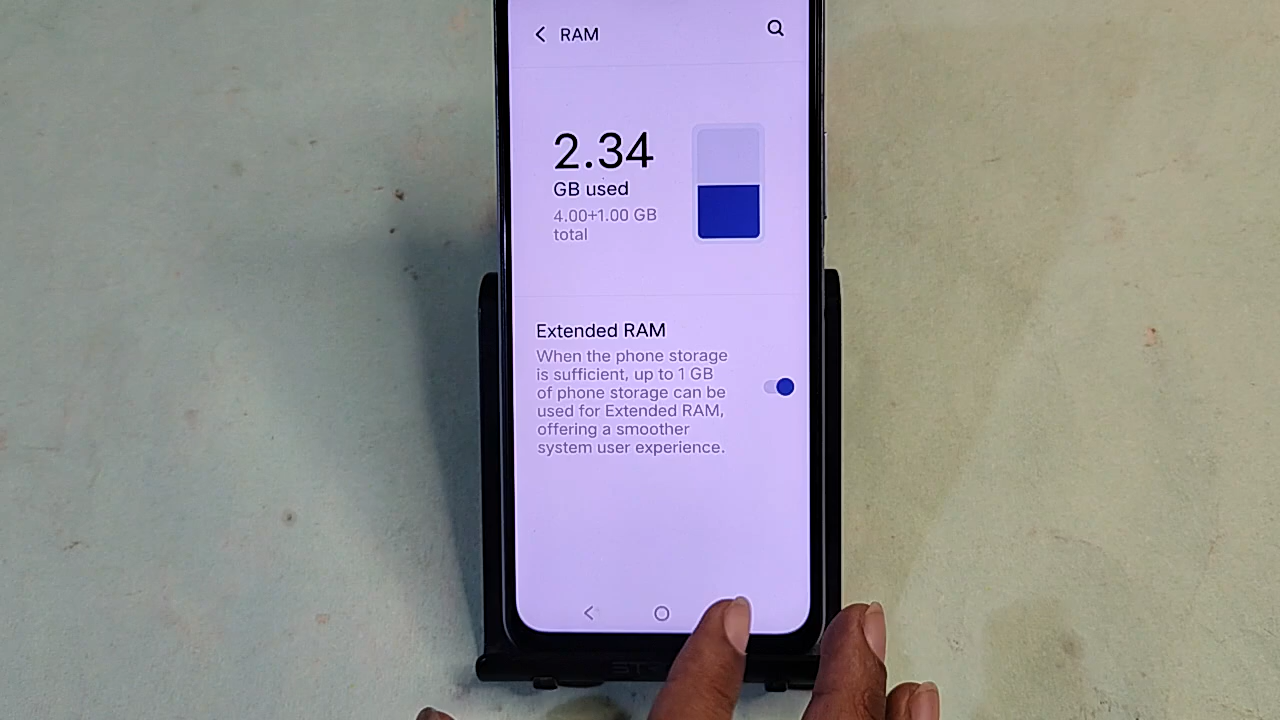 RAM
2.34
GB used
4.00+1.00 GB
total
Extended RAM
When the phone storage
is sufficient, up to 1 GB
of phone storage can be
used for Extended RAM,
offering a smoother
system user experience.